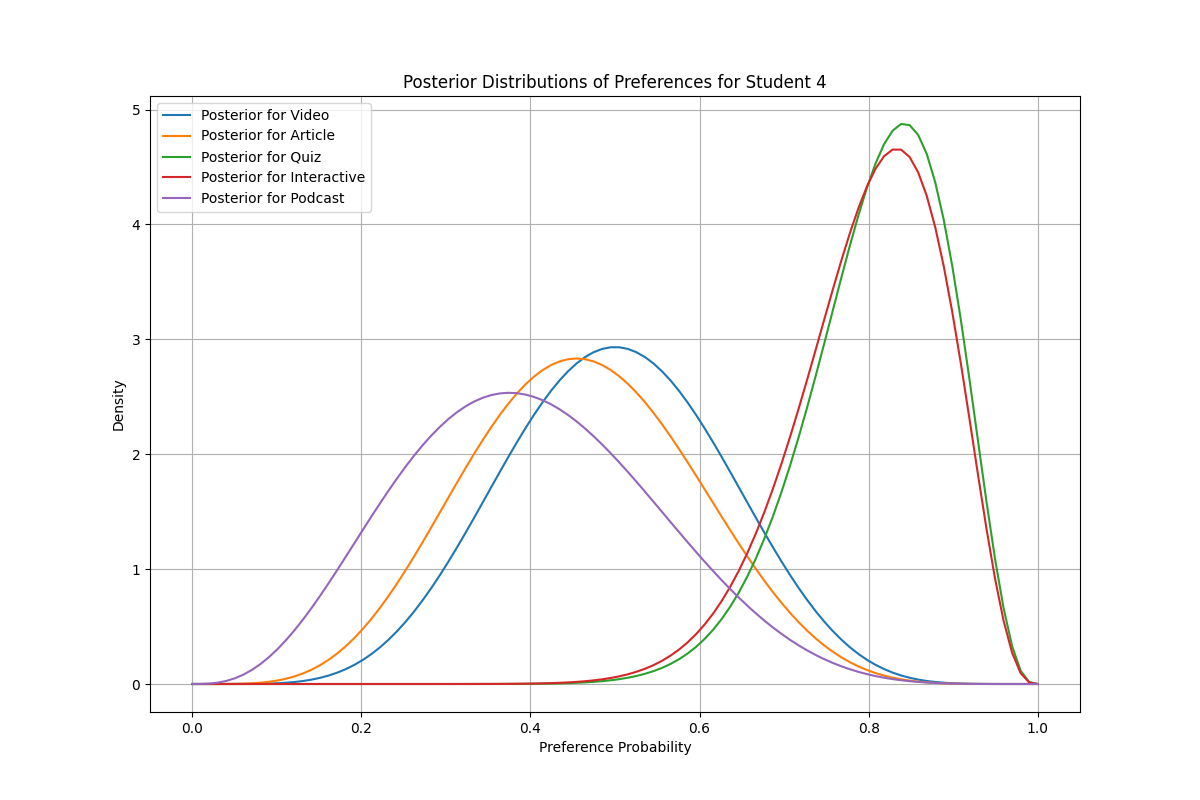 Posterior Distributions of Preferences for Student 4
Posterior for Video
Posterior for Article
Posterior for Quiz
Posterior for Interactive
Posterior for Podcast
5
4
3
2
1
0
Density
0.0 0.2 0.4 0.6 0.8 1.0
Preference Probability